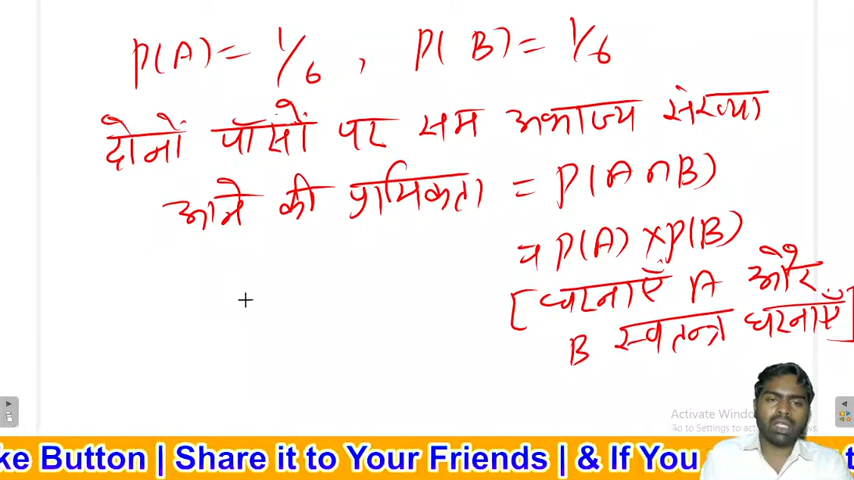 P(A) = 1/6 , P(B) = 1/6
दोनों पाँसों पर सम अभाज्य संख्या
आने की प्रायिकता = P(A∩B)
= P(A) × P(B)
[घटनाएँ A और
B स्वतन्त्र घटनाएँ]
Activate Windo
Go to Settings to activate Windows.
ke Button | Share it to Your Friends | & If You